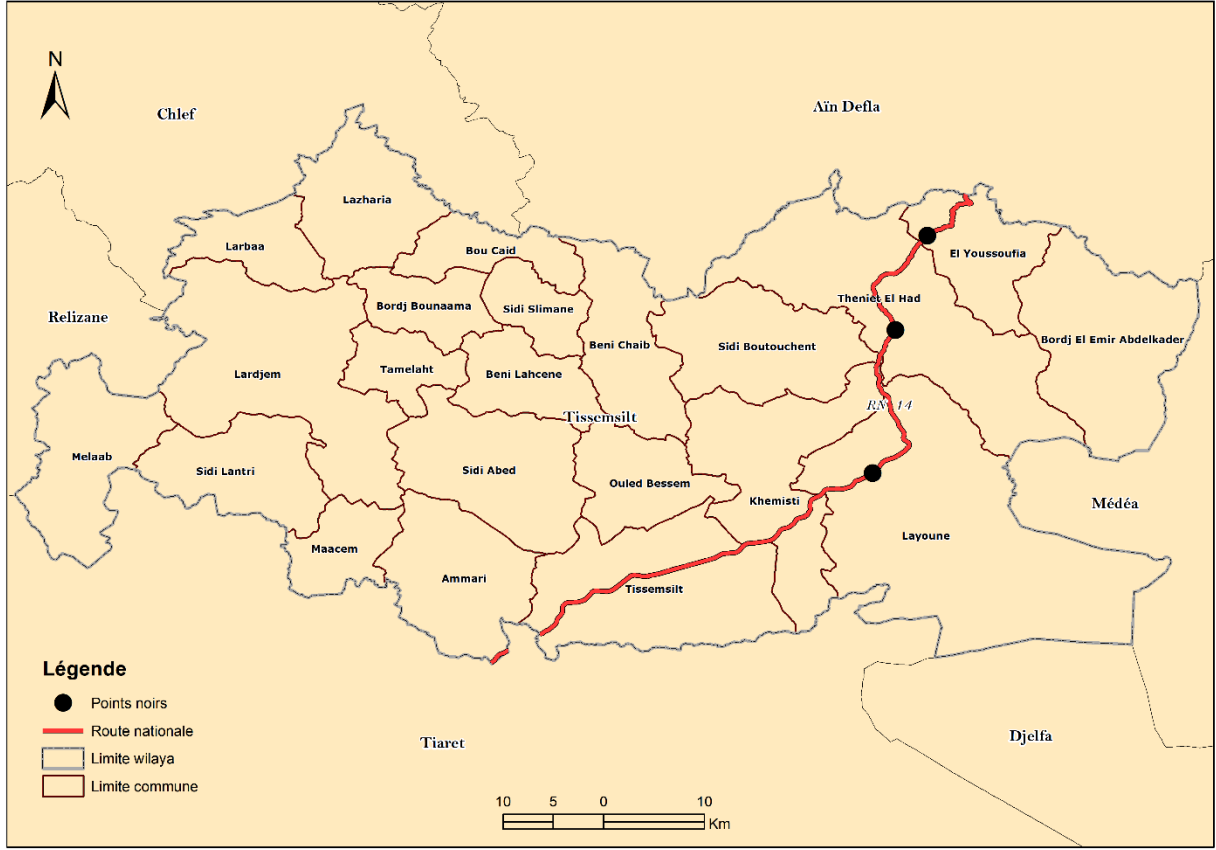 N
Chlef
Aïn Defla
Lazharia
Larbaa
Bou Caid
El Youssoufia
Relizane
Bordj Bounaama
Sidi Slimane
Theniet El Had
Beni Chaib
Sidi Boutouchent
Bordj El Emir Abdelkader
Lardjem
Tamelaht
Beni Lahcene
RN 14
Tissemsilt
Melaab
Sidi Lantri
Sidi Abed
Ouled Bessem
Khemisti
Médéa
Layoune
Maacem
Ammari
Tissemsilt
Tiaret
Djelfa
Légende
Points noirs
Route nationale
Limite wilaya
Limite commune
10 5 0 10
Km